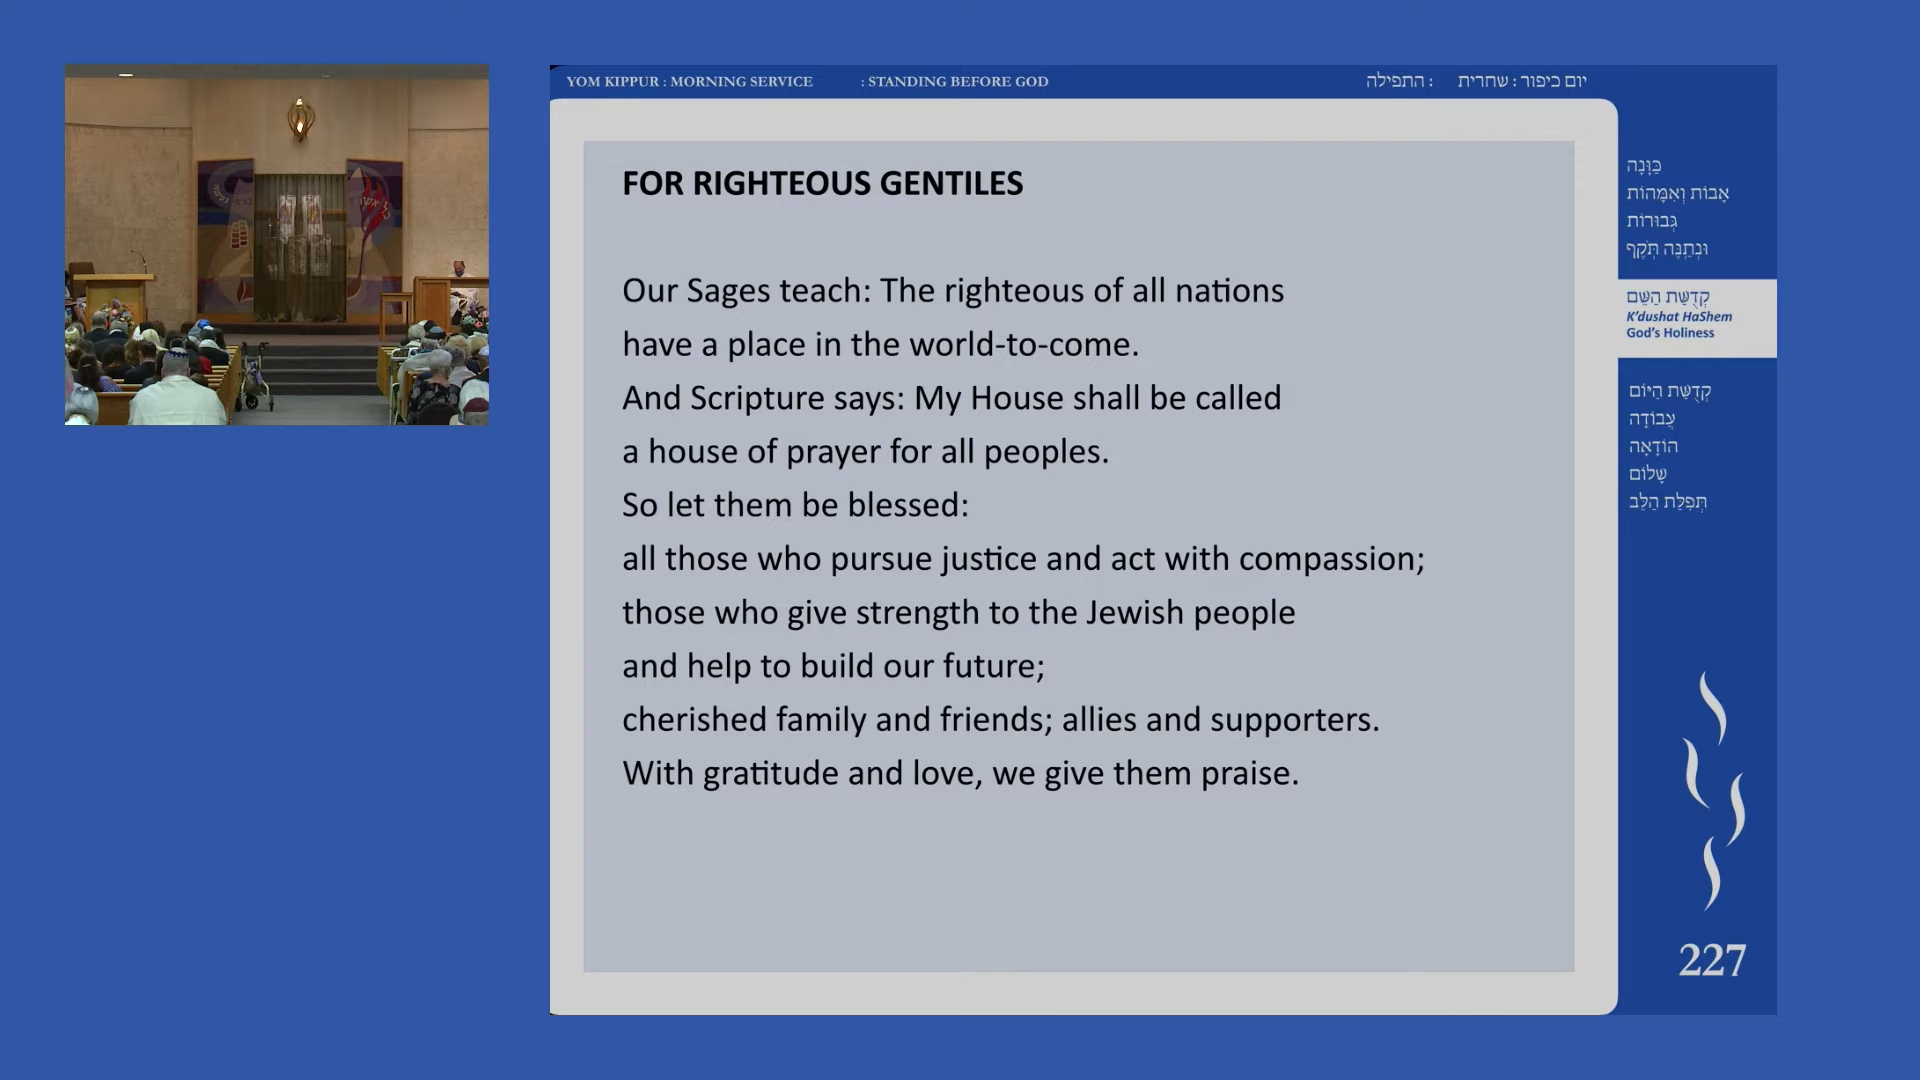 YOM KIPPUR : MORNING SERVICE : STANDING BEFORE GOD
יום כיפור : שחרית : התפילה
FOR RIGHTEOUS GENTILES
Our Sages teach: The righteous of all nations
have a place in the world-to-come.
And Scripture says: My House shall be called
a house of prayer for all peoples.
So let them be blessed:
all those who pursue justice and act with compassion;
those who give strength to the Jewish people
and help to build our future;
cherished family and friends; allies and supporters.
With gratitude and love, we give them praise.
כַּוָּנָה
אָבוֹת וְאִמָּהוֹת
גְּבוּרוֹת
וּנְתַנֶּה תְּֽקֶף
קְדֻשַּׁת הַשֵּׁם
K'dushat HaShem
God's Holiness
קְדֻשַּׁת הַיּוֹם
עֲבוֹדָה
הוֹדָאָה
שָׁלוֹם
תְּפִלַּת הַלֵּב
227